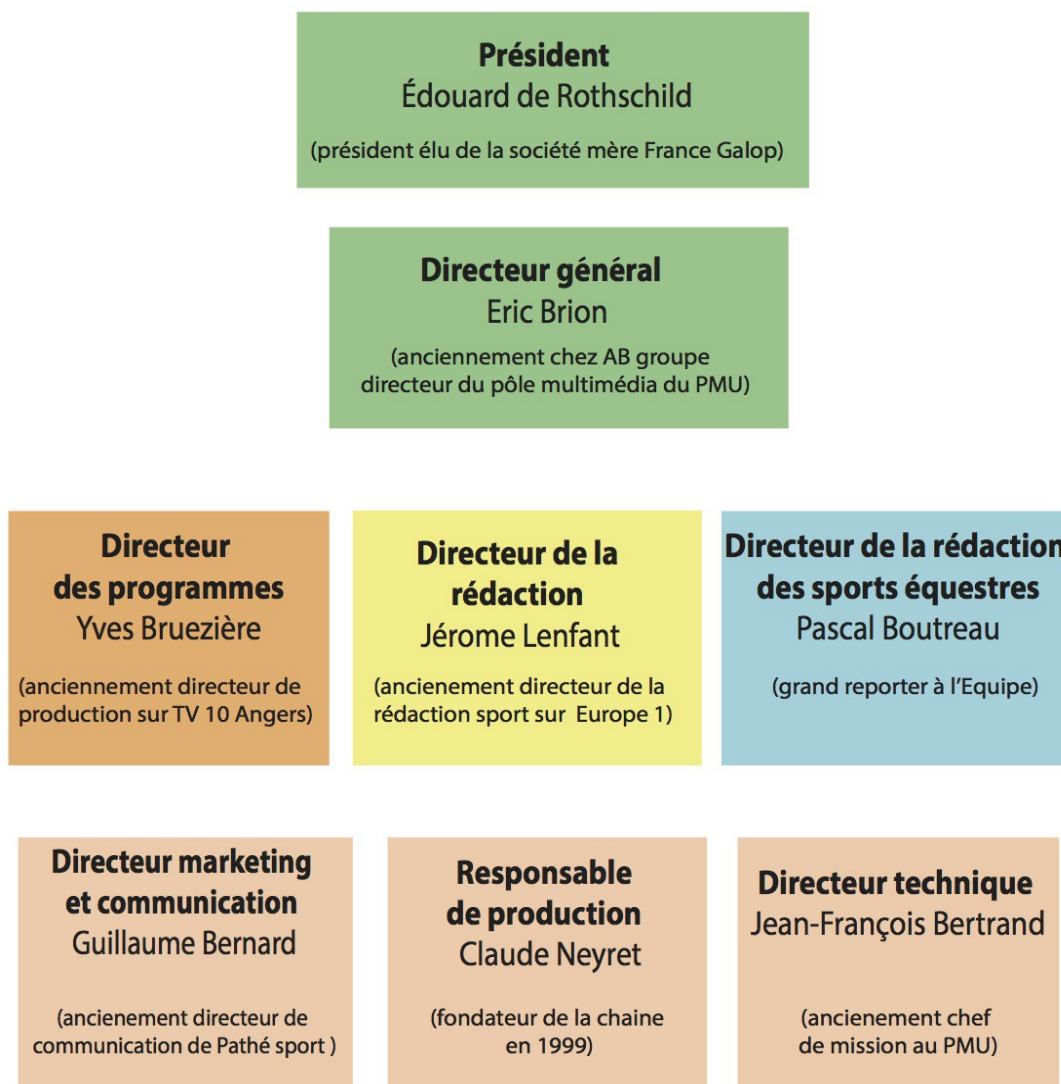 Président
Édouard de Rothschild
(président élu de la société mère France Galop)
Directeur général
Eric Brion
(anciennement chez AB groupe
directeur du pôle multimédia du PMU)
Directeur
des programmes
Yves Bruezière
(anciennement directeur de
production sur TV 10 Angers)
Directeur de la
rédaction
Jérome Lenfant
(ancienement directeur de la
rédaction sport sur Europe 1)
Directeur de la rédaction
des sports équestres
Pascal Boutreau
(grand reporter à l'Equipe)
Directeur marketing
et communication
Guillaume Bernard
(ancienement directeur de
communication de Pathé sport )
Responsable
de production
Claude Neyret
(fondateur de la chaine
en 1999)
Directeur technique
Jean-François Bertrand
(ancienement chef
de mission au PMU)